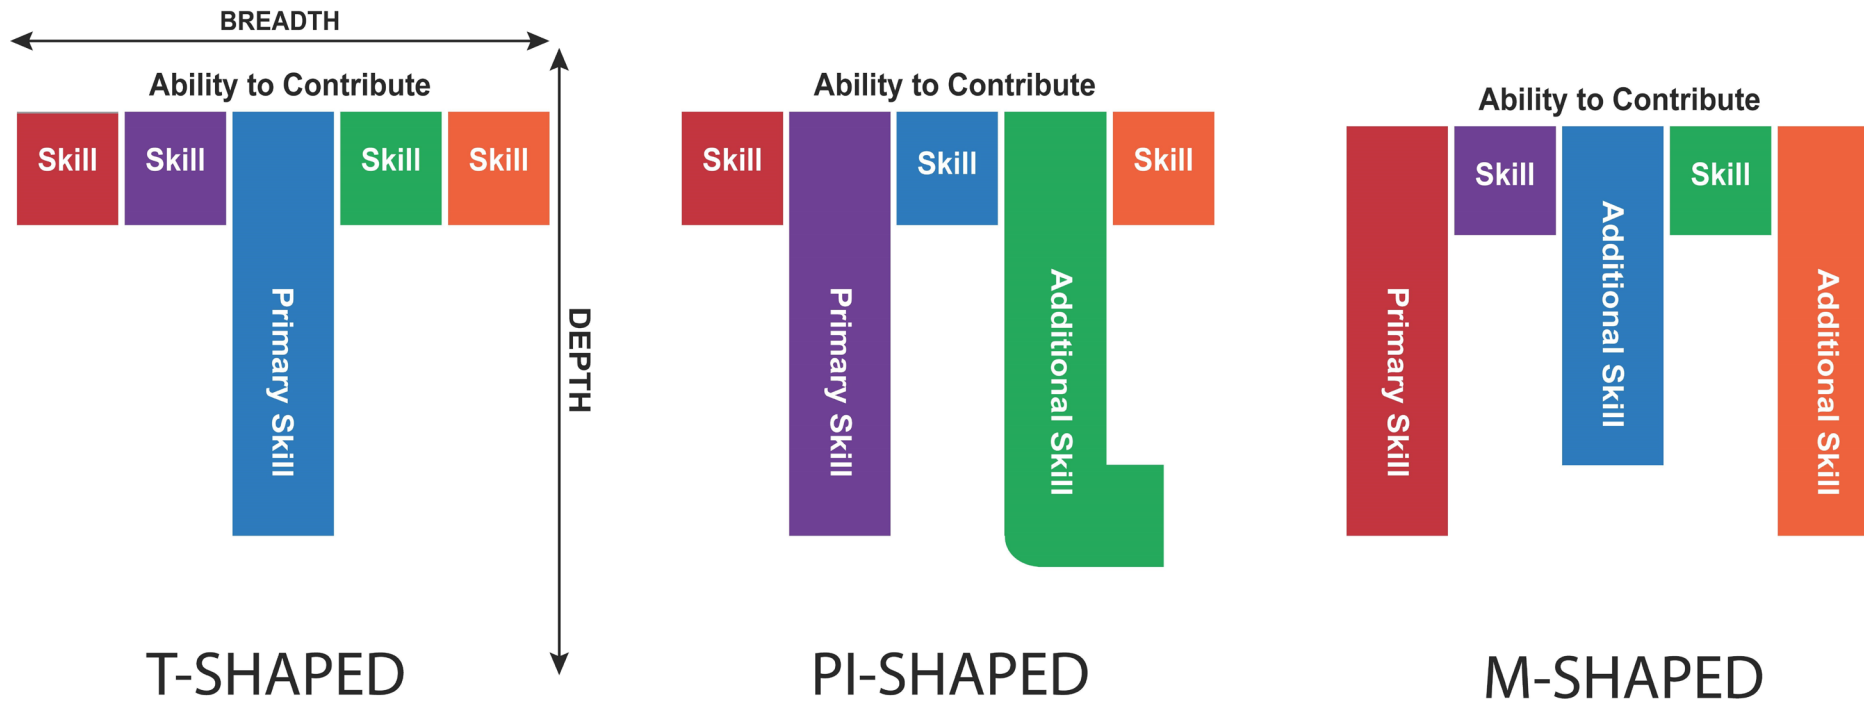 BREADTH
Ability to Contribute
Skill
Skill
Primary Skill
Skill
Skill
DEPTH
T-SHAPED
Ability to Contribute
Skill
Primary Skill
Skill
Additional Skill
Skill
PI-SHAPED
Ability to Contribute
Primary Skill
Skill
Additional Skill
Skill
Additional Skill
M-SHAPED